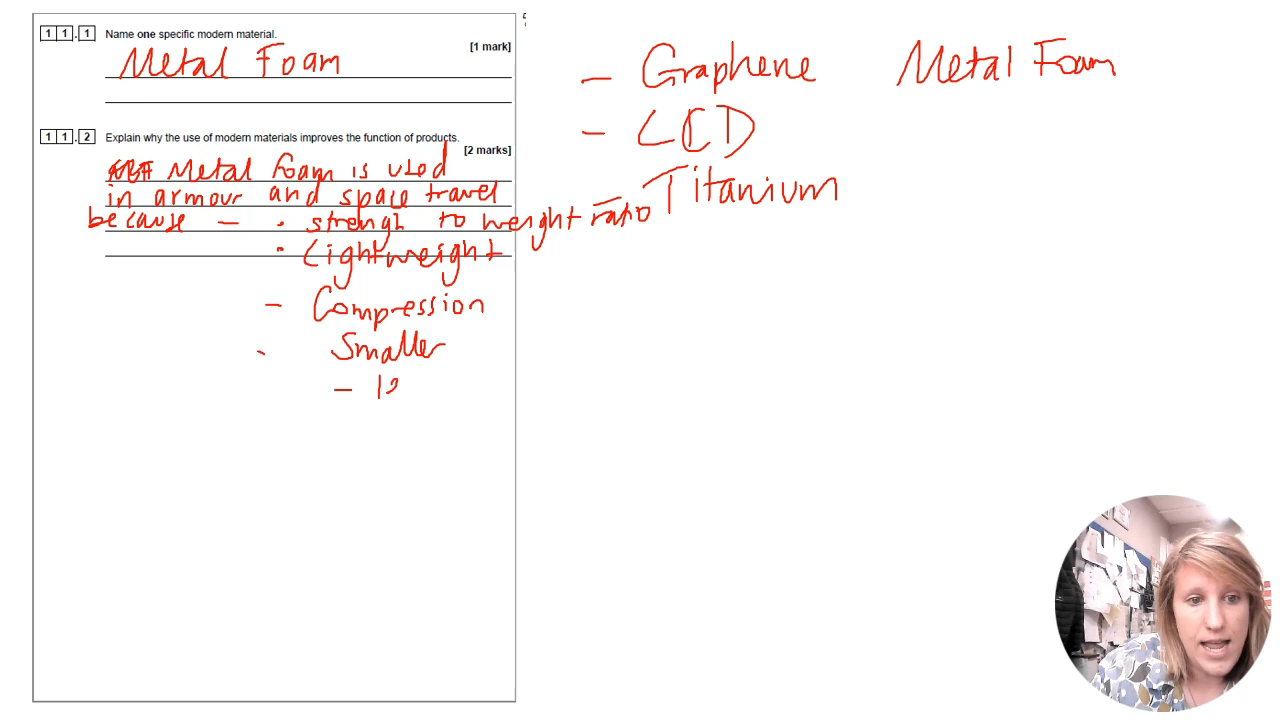 11.1 Name one specific modern material.
[1 mark]
Metal Foam
11.2 Explain why the use of modern materials improves the function of products.
[2 marks]
Metal Foam is used
in armour and space travel
because - • strengt to weight ratio
• Lightweight
- Compression
Smaller
-
- Graphene
- LCD
Titanium
Metal Foam